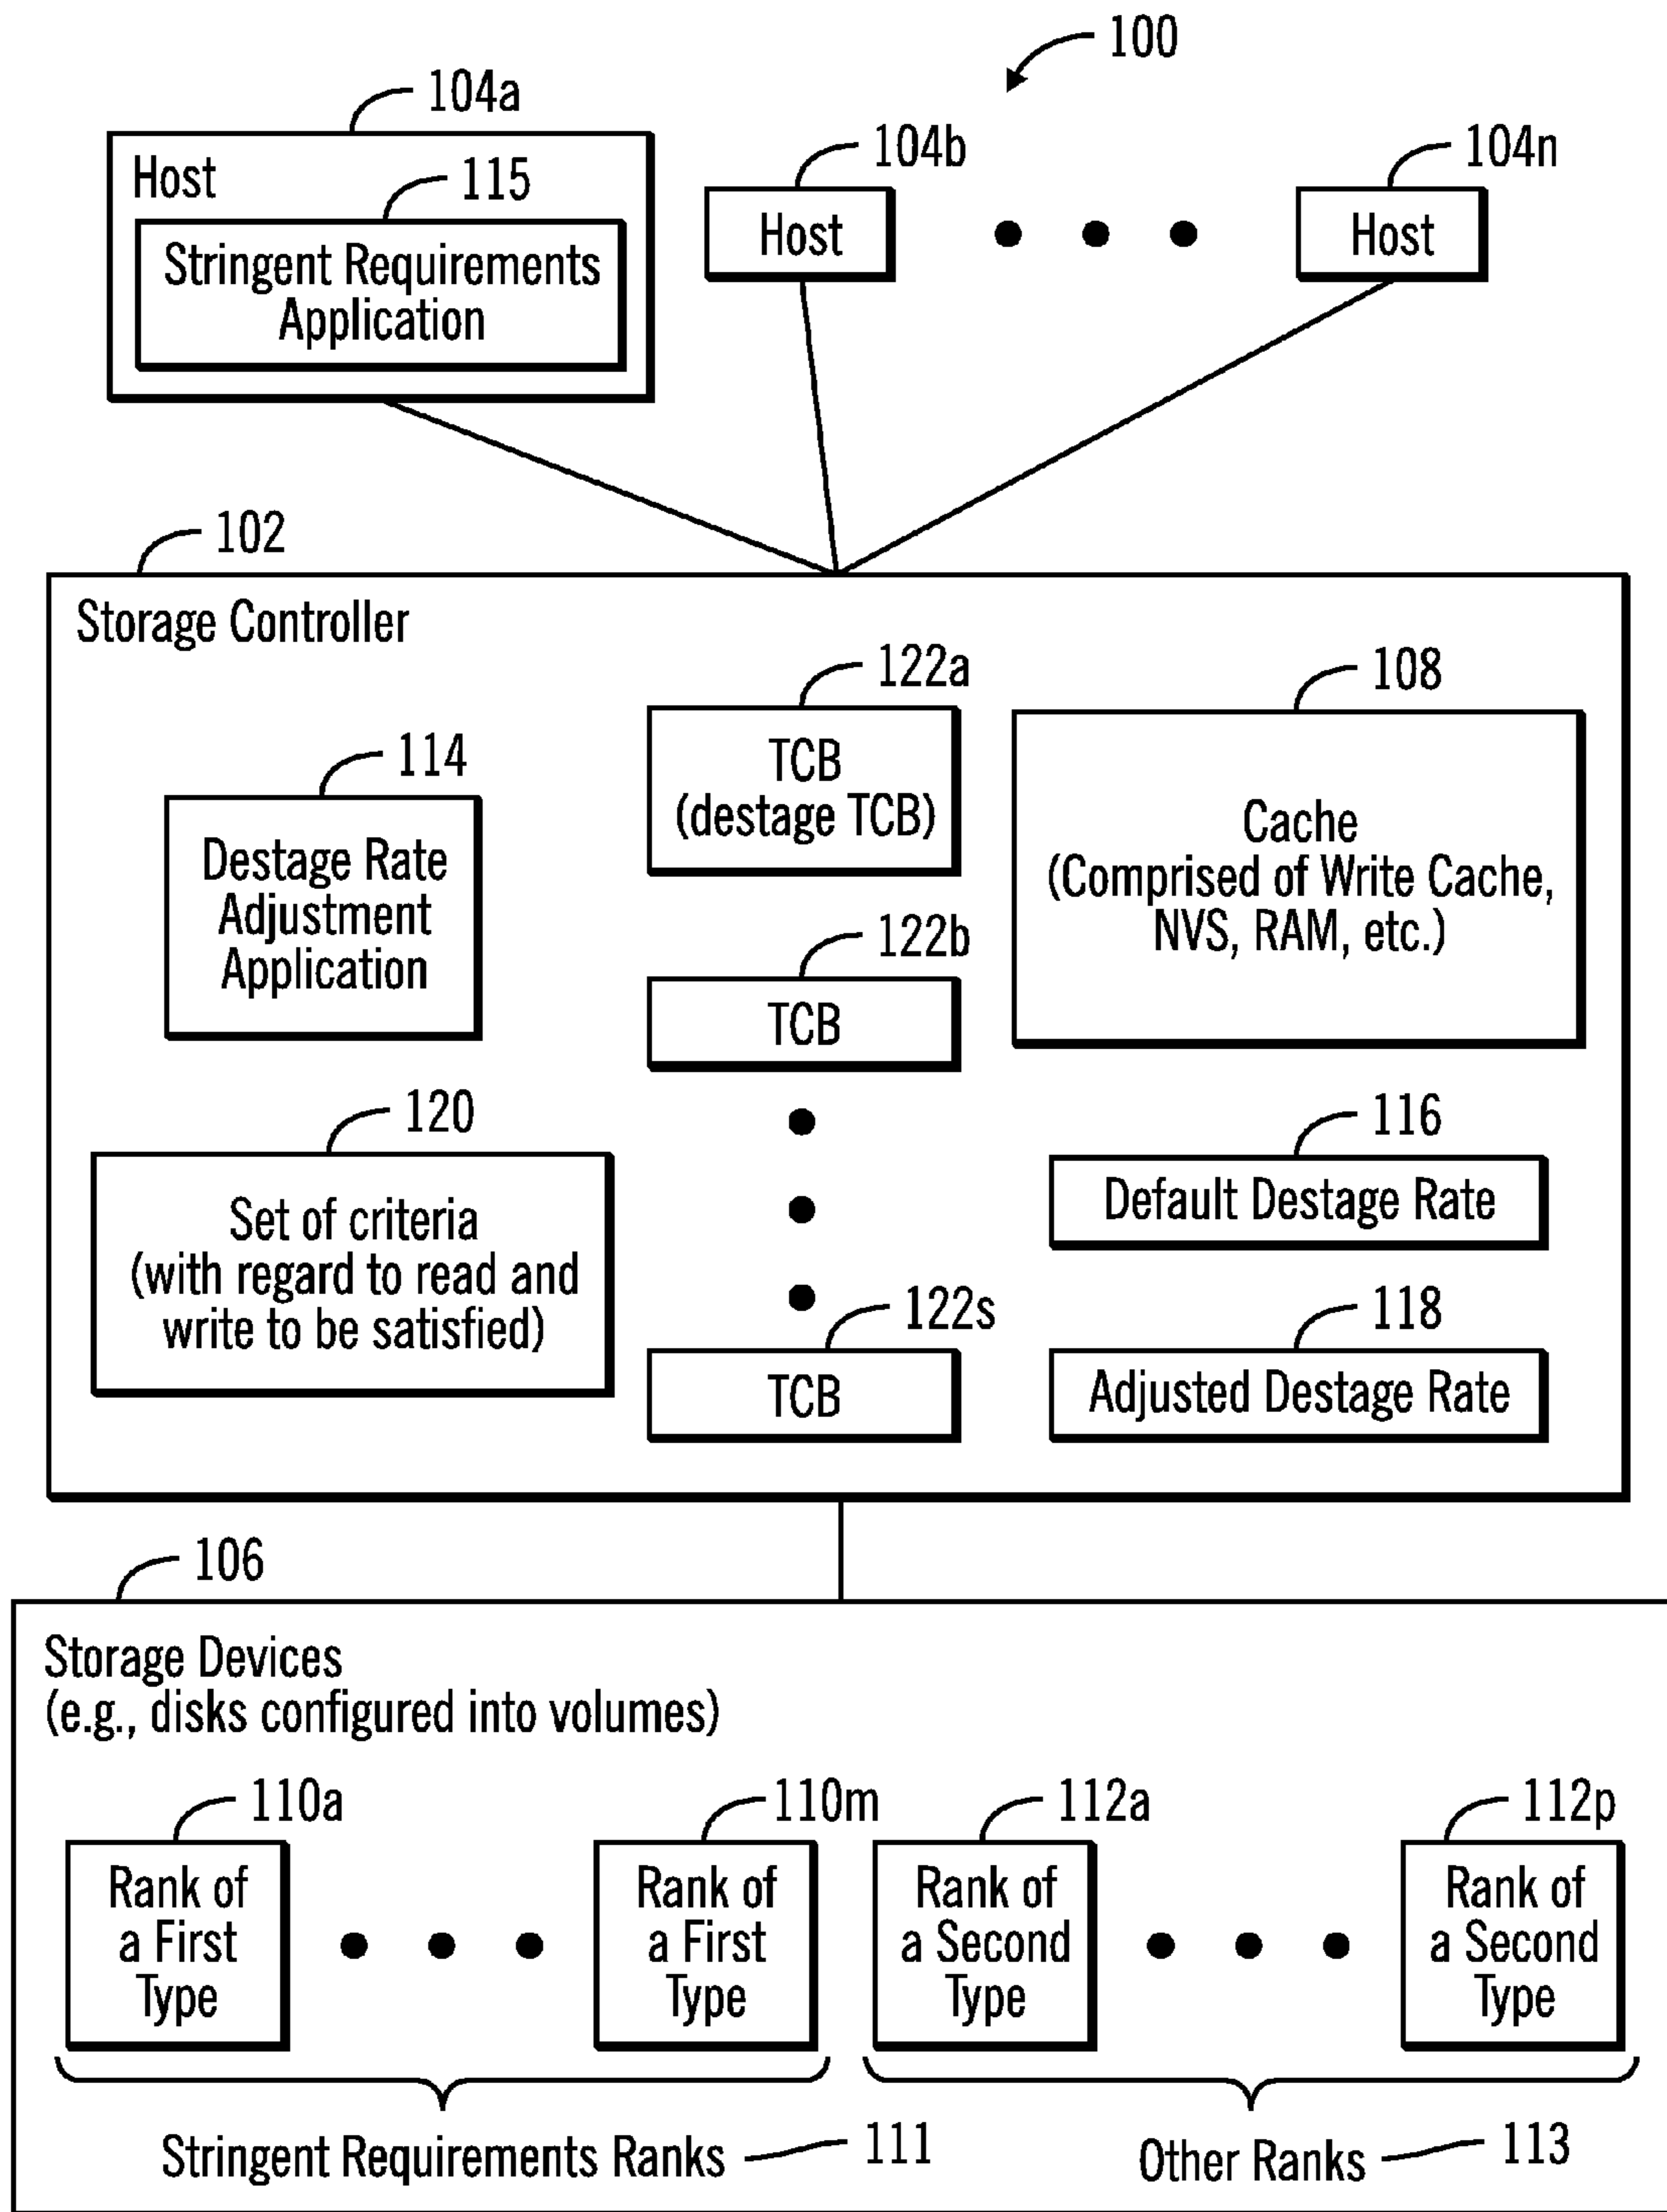 100
104a
104b
104n
Host
115
Stringent Requirements
Application
Host
Host
102
Storage Controller
122a
TCB
(destage TCB)
108
Cache
(Comprised of Write Cache,
NVS, RAM, etc.)
114
Destage Rate
Adjustment
Application
122b
TCB
120
Set of criteria
(with regard to read and
write to be satisfied)
116
Default Destage Rate
122s
TCB
118
Adjusted Destage Rate
106
Storage Devices
(e.g., disks configured into volumes)
110a
Rank of
a First
Type
110m
Rank of
a First
Type
112a
Rank of
a Second
Type
112p
Rank of
a Second
Type
Stringent Requirements Ranks
111
Other Ranks
113